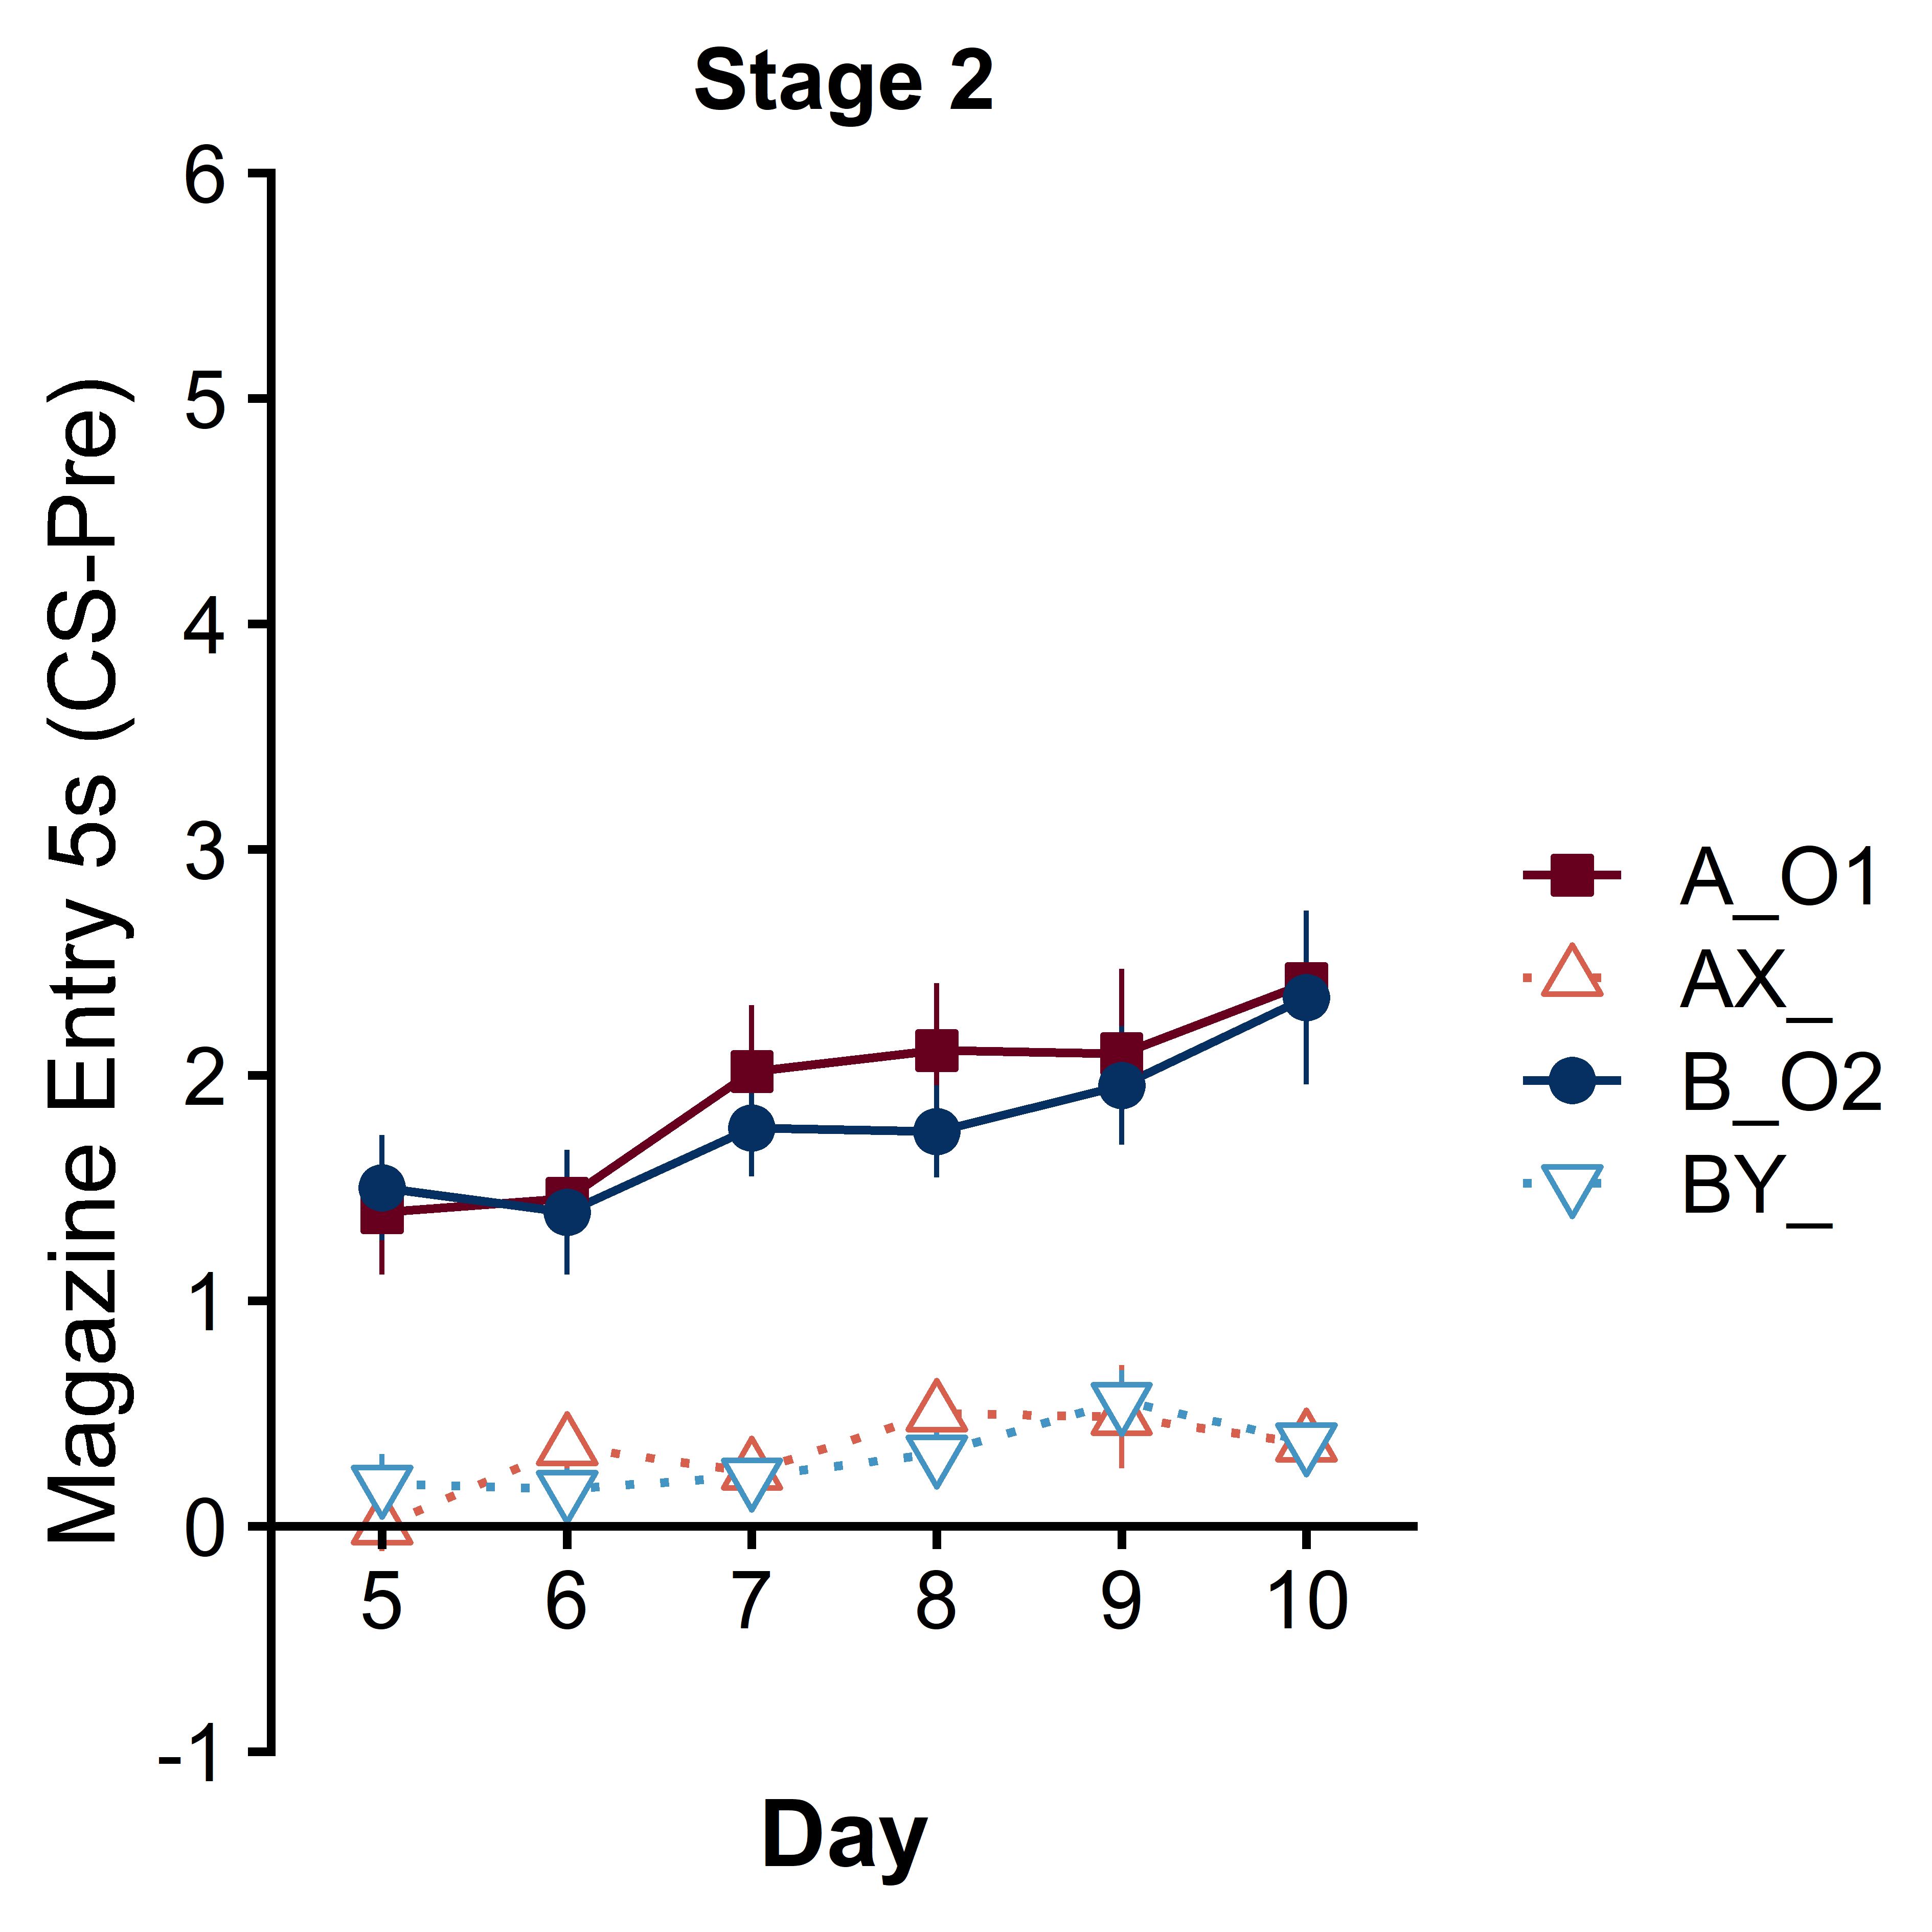 Stage 2
Magazine Entry 5s (CS-Pre)
6
5
4
3
2
1
0
-1
5 6 7 8 9 10
Day
A_O1
AX_
B_O2
BY_